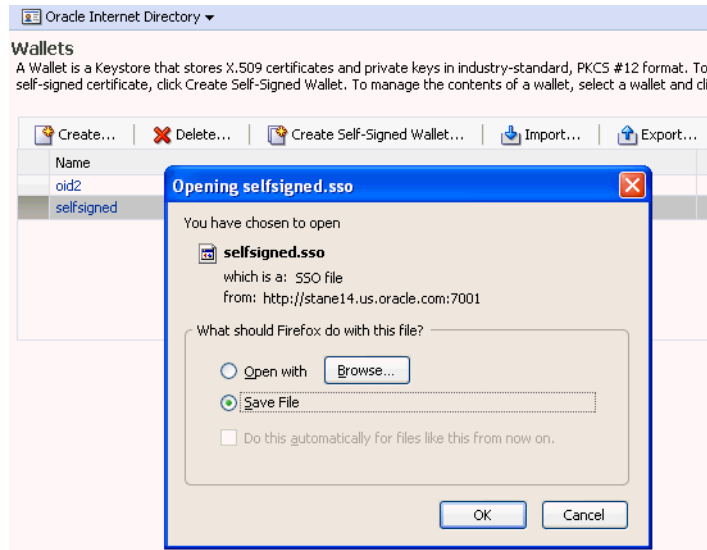 Oracle Internet Directory
Wallets
A Wallet is a Keystore that stores X.509 certificates and private keys in industry-standard, PKCS #12 format. To
self-signed certificate, click Create Self-Signed Wallet. To manage the contents of a wallet, select a wallet and cli
Create... Delete... Create Self-Signed Wallet... Import... Export...
Name
oid2
selfsigned
Opening selfsigned.sso
You have chosen to open
selfsigned.sso
which is a: SSO file
from: http://stane14.us.oracle.com:7001
What should Firefox do with this file?
Open with Browse...
Save File
Do this automatically for files like this from now on.
OK Cancel